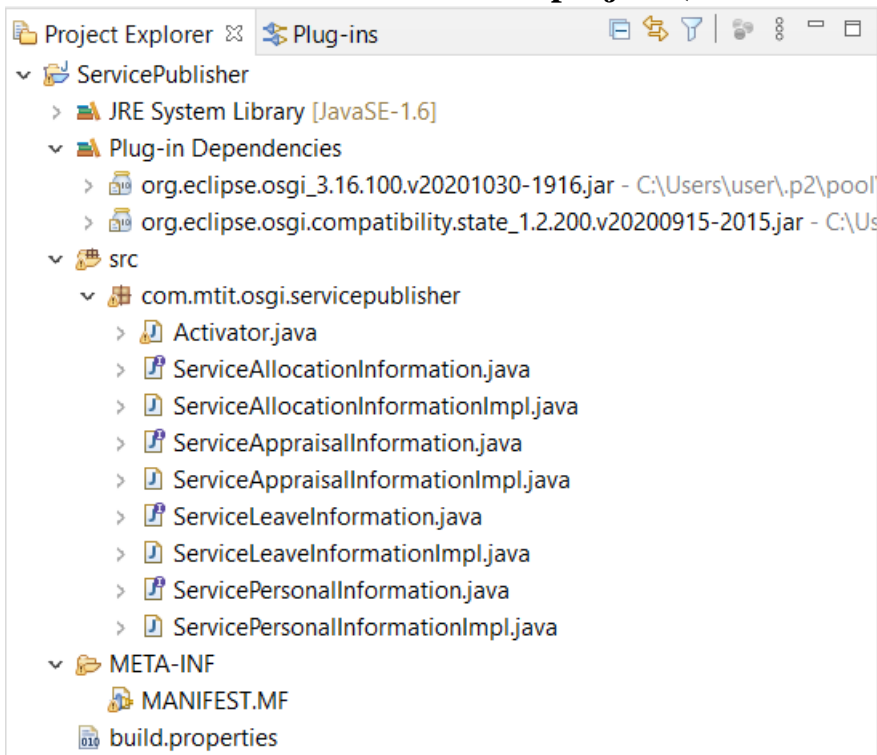 Project Explorer Plug-ins
ServicePublisher
JRE System Library [JavaSE-1.6]
Plug-in Dependencies
org.eclipse.osgi_3.16.100.v20201030-1916.jar - C:\Users\user\.p2\pool\
org.eclipse.osgi.compatibility.state_1.2.200.v20200915-2015.jar - C:\Us
src
com.mtit.osgi.servicepublisher
Activator.java
ServiceAllocationInformation.java
ServiceAllocationInformationImpl.java
ServiceAppraisalInformation.java
ServiceAppraisalInformationImpl.java
ServiceLeaveInformation.java
ServiceLeaveInformationImpl.java
ServicePersonalInformation.java
ServicePersonalInformationImpl.java
META-INF
MANIFEST.MF
build.properties